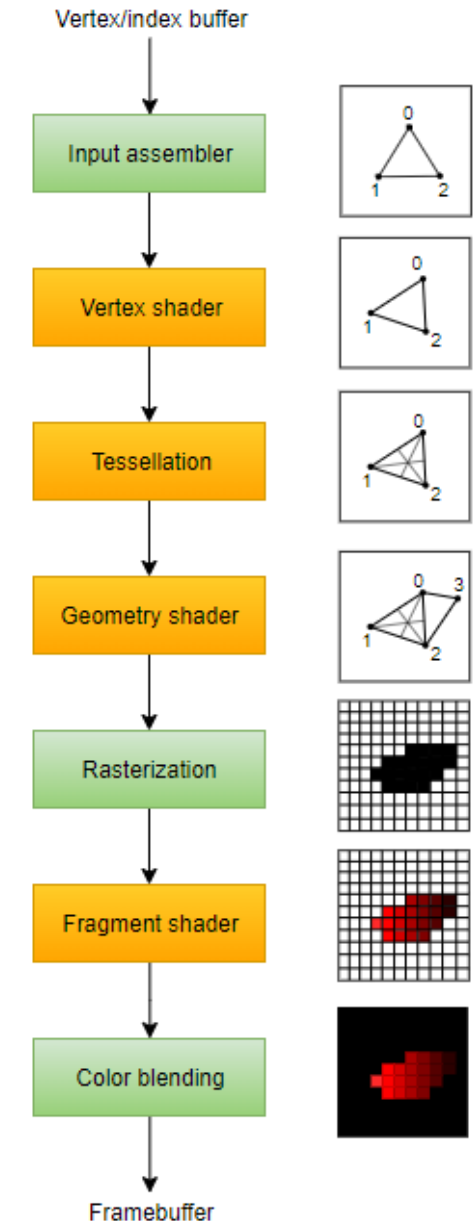 Vertex/index buffer
Input assembler
0
1
2
Vertex shader
0
1
2
Tessellation
0
1
2
Geometry shader
0
3
1
2
Rasterization
Fragment shader
Color blending
Framebuffer